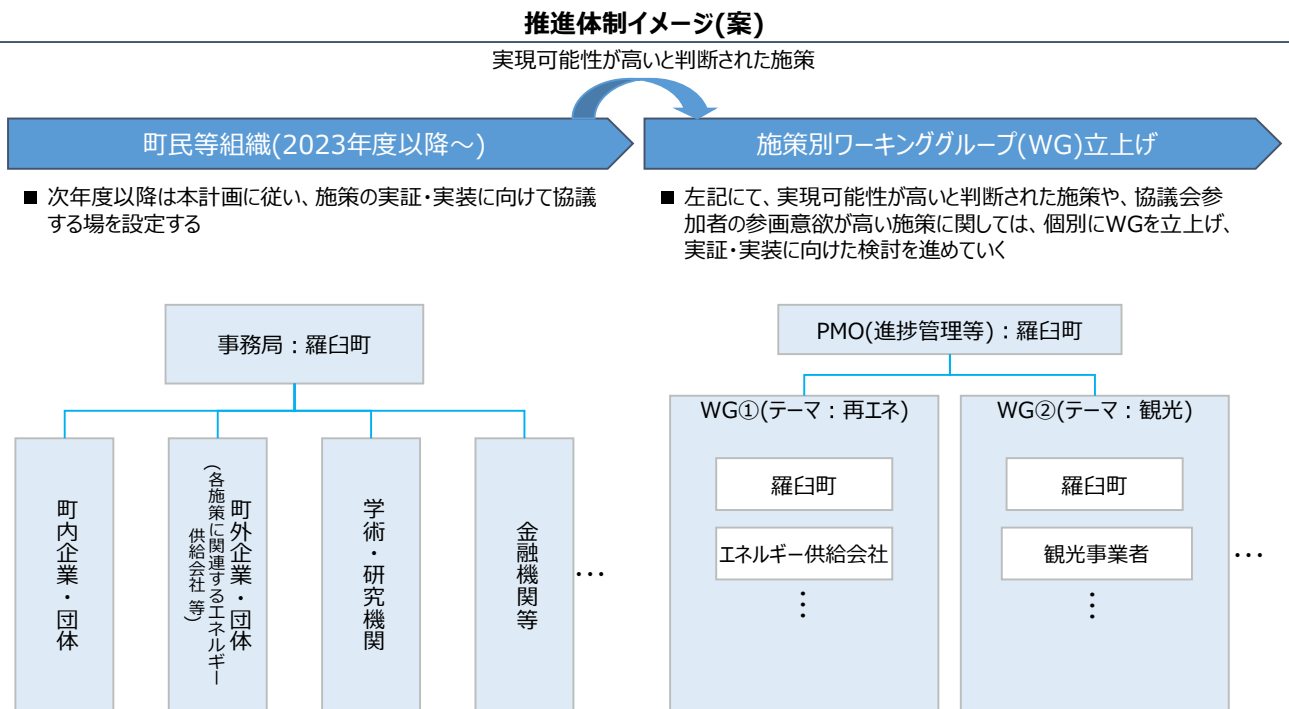 推進体制イメージ(案)
実現可能性が高いと判断された施策
町民等組織(2023年度以降～)
■ 次年度以降は本計画に従い、施策の実証・実装に向けて協議
する場を設定する
事務局：羅臼町
町内企業・団体
町外企業・団体
(各施策に関連するエネルギー
供給会社 等)
学術・研究機関
金融機関等
…
施策別ワーキンググループ(WG)立上げ
■ 左記にて、実現可能性が高いと判断された施策や、協議会参
加者の参画意欲が高い施策に関しては、個別にWGを立上げ、
実証・実装に向けた検討を進めていく
PMO(進捗管理等)：羅臼町
WG①(テーマ：再エネ)
羅臼町
エネルギー供給会社
…
WG②(テーマ：観光)
羅臼町
観光事業者
…
…